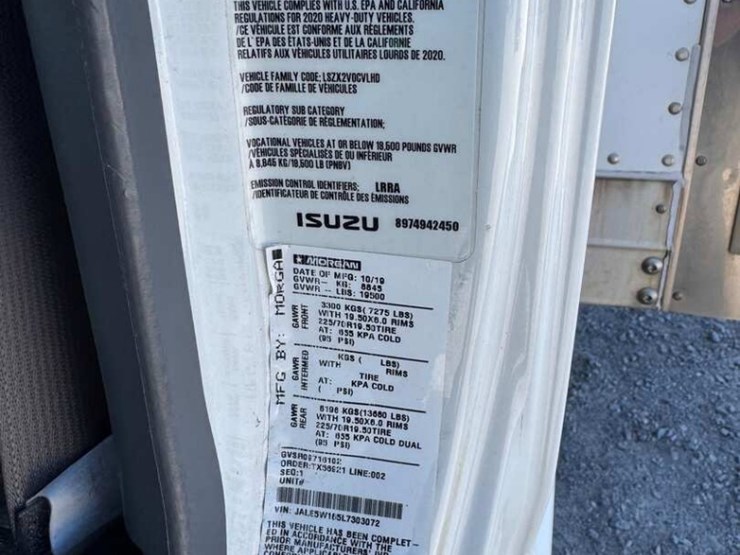 THIS VEHICLE COMPLIES WITH U.S. EPA AND CALIFORNIA
REGULATIONS FOR 2020 HEAVY-DUTY VEHICLES.
/CE VEHICULE EST CONFORME AUX RÈGLEMENTS
DE L' EPA DES ÉTATS-UNIS ET DE LA CALIFORNIE
RELATIFS AUX VÉHICULES UTILITAIRES LOURDS DE 2020.
VEHICLE FAMILY CODE: LSZX2VOCVLHD
/CODE DE FAMILLE DE VÉHICULES
REGULATORY SUB CATEGORY
/SOUS-CATÉGORIE DE RÉGLEMENTATION:
VOCATIONAL VEHICLES AT OR BELOW 19,500 POUNDS GVWR
/VÉHICULES SPÉCIALISÉS DE OU INFÉRIEUR
À 8,845 KG/19,500 LB (PNBV)
EMISSION CONTROL IDENTIFIERS: LRRA
/IDENTIFICATEUR DE CONTRÔLE DES ÉMISSIONS
ISUZU 8974942450
MFG BY: MORGA
MORGAN
DATE OF MFG: 10/19
GVWR- KG: 8845
GVWR - LBS: 19500
GAWR FRONT
3300 KGS( 7275 LBS)
WITH 19.50X6.0 RIMS
225/70R19.50TIRE
AT: 655 KPA COLD
(95 PSI)
GAWR INTERMED
KGS ( LBS)
WITH RIMS
TIRE
AT: KPA COLD
( PSI)
GAWR REAR
6196 KGS(13660 LBS)
WITH 19.50X6.0 RIMS
225/70R19.50TIRE
AT: 655 KPA COLD DUAL
(95 PSI)
ORDER:TX58621 LINE:002
SEQ:1
UNIT#
VIN: JALE5W165L7303072
THIS VEHICLE HAS BEEN COMPLET-
ED IN ACCORDANCE WITH THE
PRIOR MANUFACTURERS'
WHERE